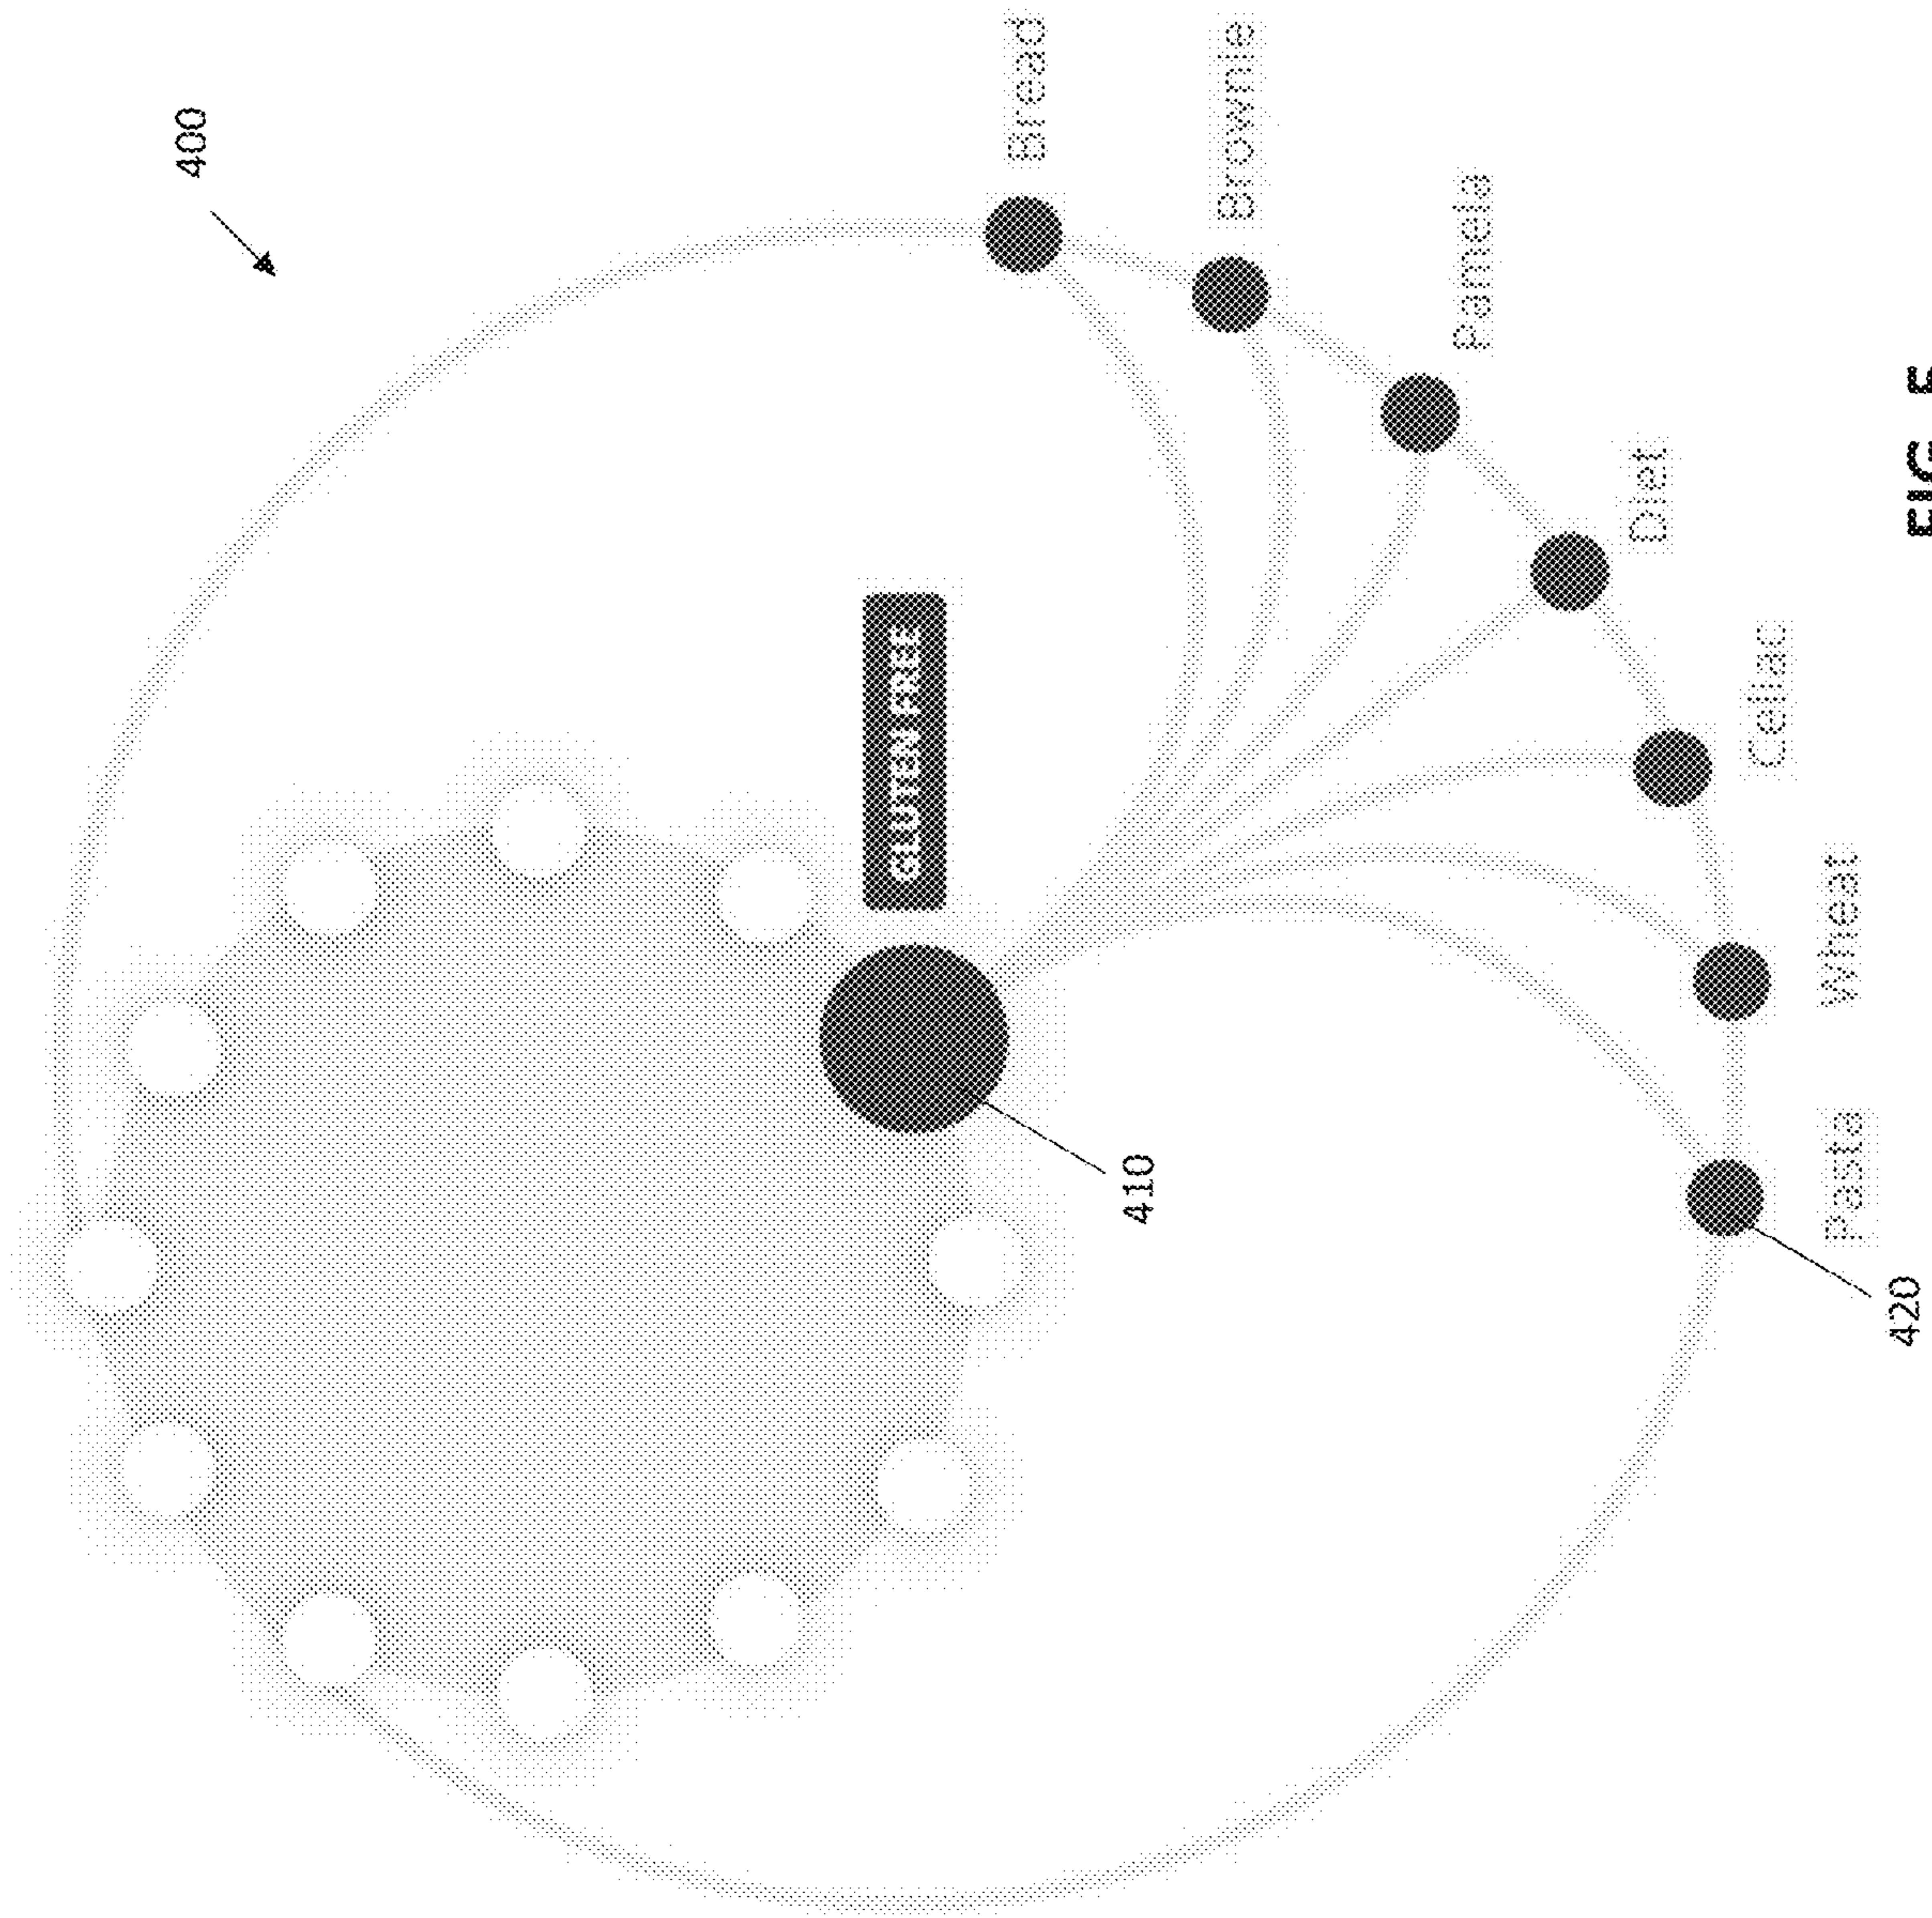 400
GLUTEN FREE
Bread
Brownie
Pamela
Diet
Celiac
Wheat
Pasta
410
420
FIG. 5